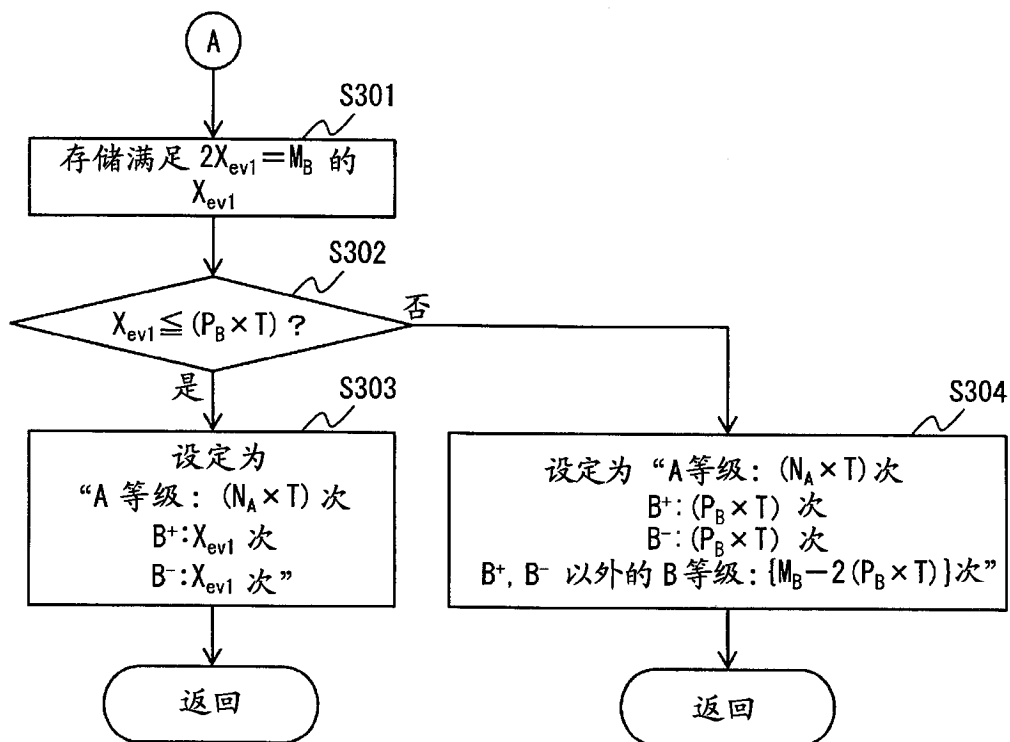 A
S301
存储满足 2Xev1=MB 的
Xev1
S302
Xev1≦(PB×T)?
否
是
S303
设定为
“A 等级: (NA×T)次
B+:Xev1 次
B-:Xev1 次”
返回
S304
设定为 “A等级: (NA×T)次
B+:(PB×T) 次
B-:(PB×T) 次
B+, B- 以外的 B等级: {MB-2(PB×T)}次”
返回